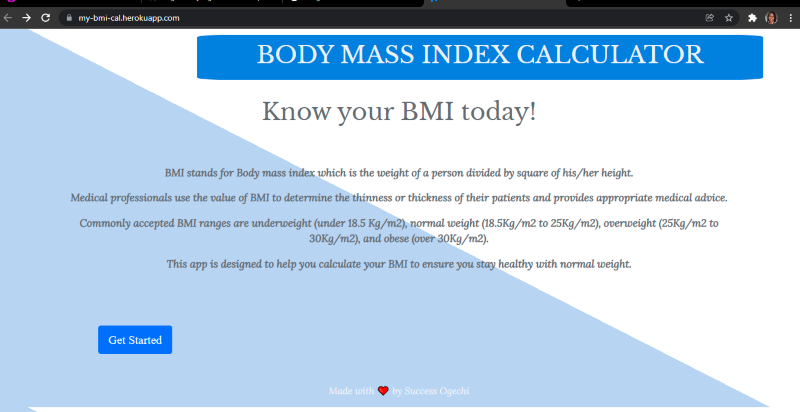 my-bmi-cal.herokuapp.com
BODY MASS INDEX CALCULATOR
Know your BMI today!
BMI stands for Body mass index which is the weight of a person divided by square of his/her height.
Medical professionals use the value of BMI to determine the thinness or thickness of their patients and provides appropriate medical advice.
Commonly accepted BMI ranges are underweight (under 18.5 Kg/m2), normal weight (18.5Kg/m2 to 25Kg/m2), overweight (25Kg/m2 to
30Kg/m2), and obese (over 30Kg/m2).
This app is designed to help you calculate your BMI to ensure you stay healthy with normal weight.
Get Started
Made with ❤ by Success Ogechi